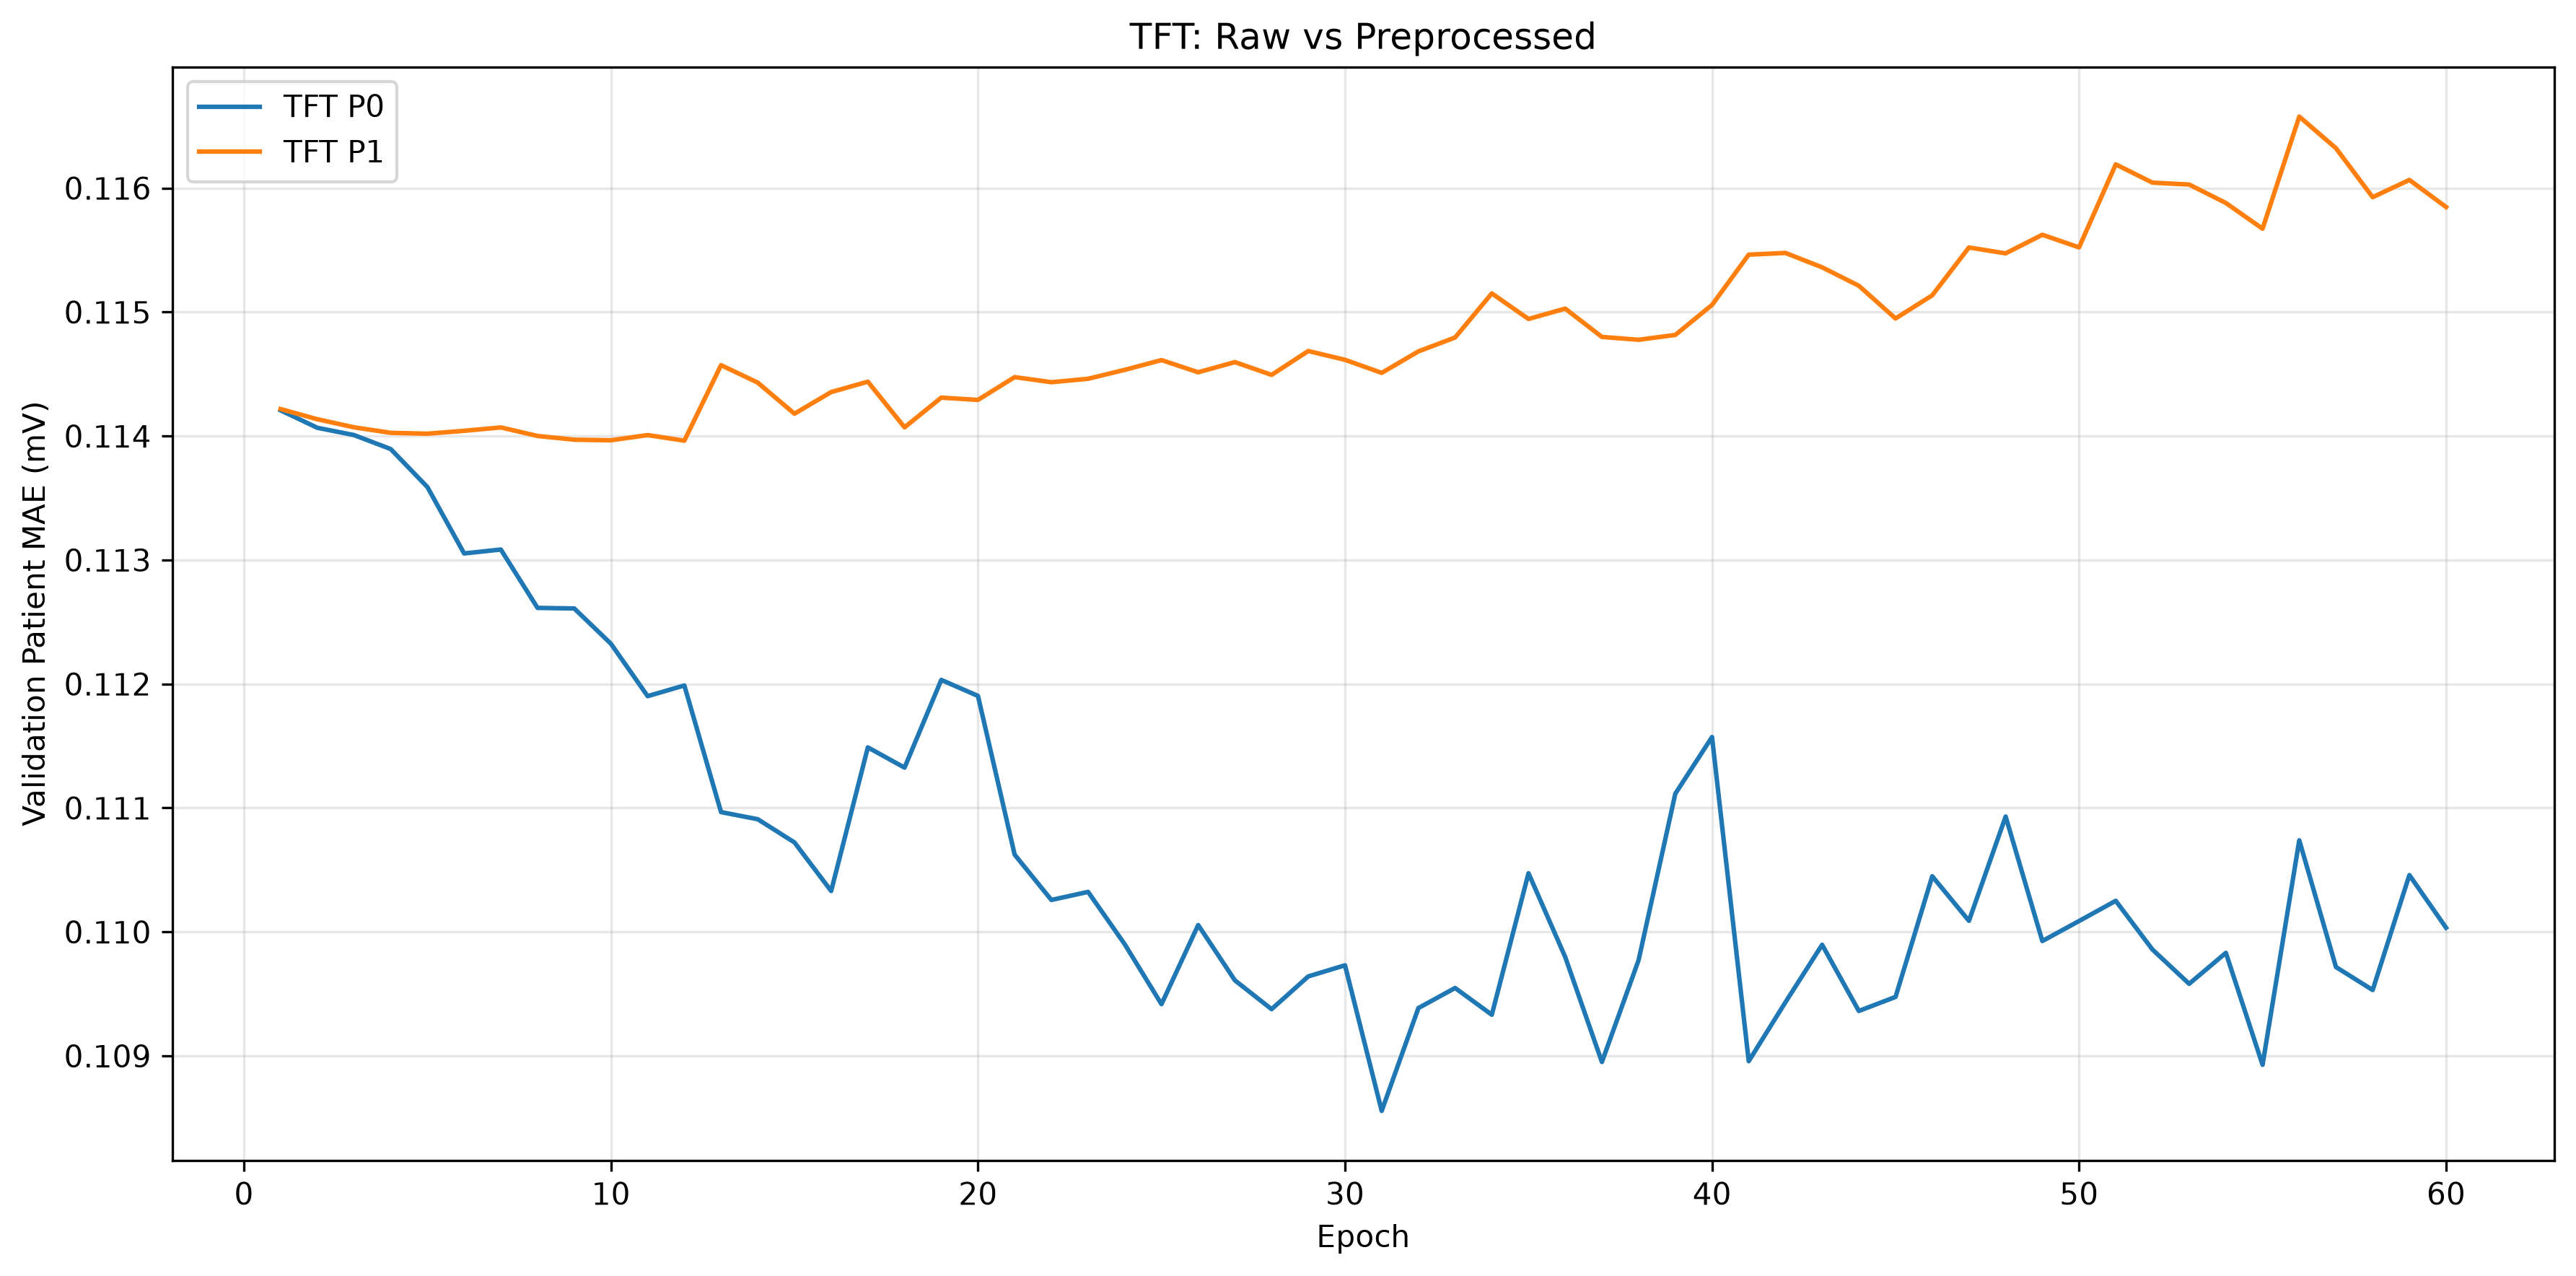 TFT: Raw vs Preprocessed
TFT P0
TFT P1
Validation Patient MAE (mV)
0.116
0.115
0.114
0.113
0.112
0.111
0.110
0.109
0 10 20 30 40 50 60
Epoch